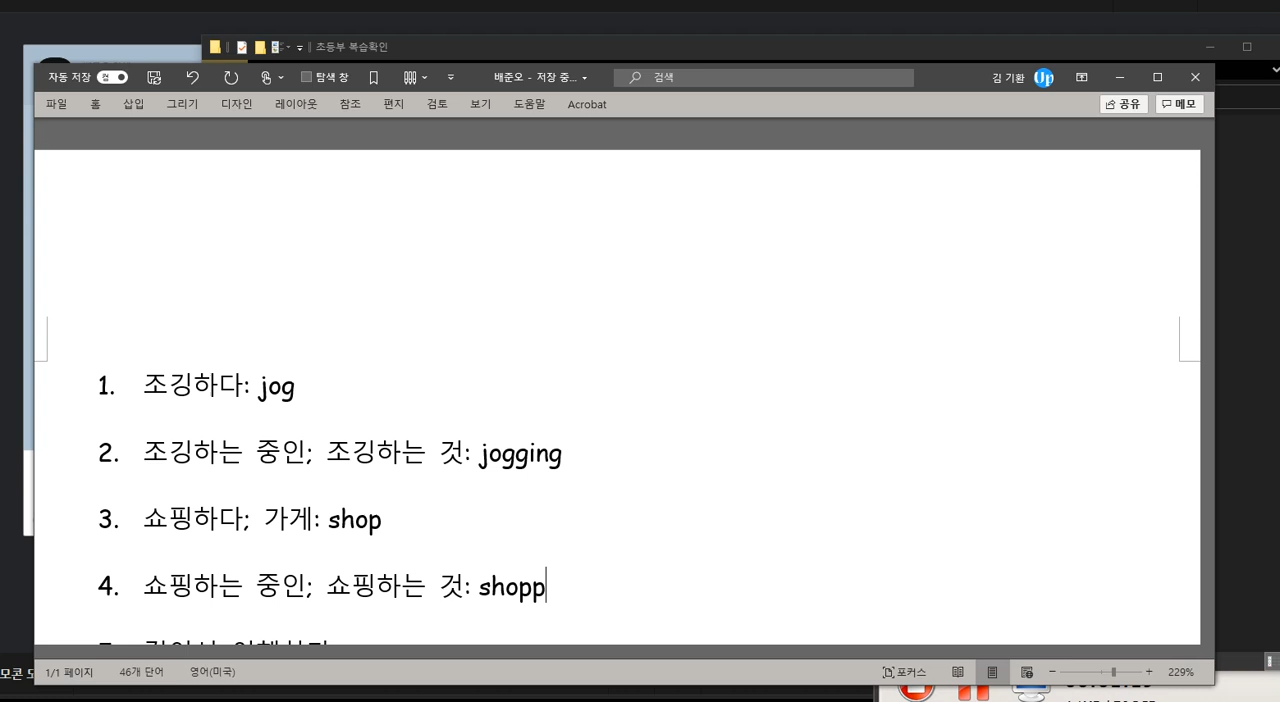 초등부 복습확인
자동 저장 탐색 창 배준오 - 저장 중... 검색 김 기환 Up
파일 홈 삽입 그리기 디자인 레이아웃 참조 편지 검토 보기 도움말 Acrobat 공유 메모
1. 조깅하다: jog
2. 조깅하는 중인; 조깅하는 것: jogging
3. 쇼핑하다; 가게: shop
4. 쇼핑하는 중인; 쇼핑하는 것: shopp
1/1 페이지 46개 단어 영어(미국) 포커스 229%